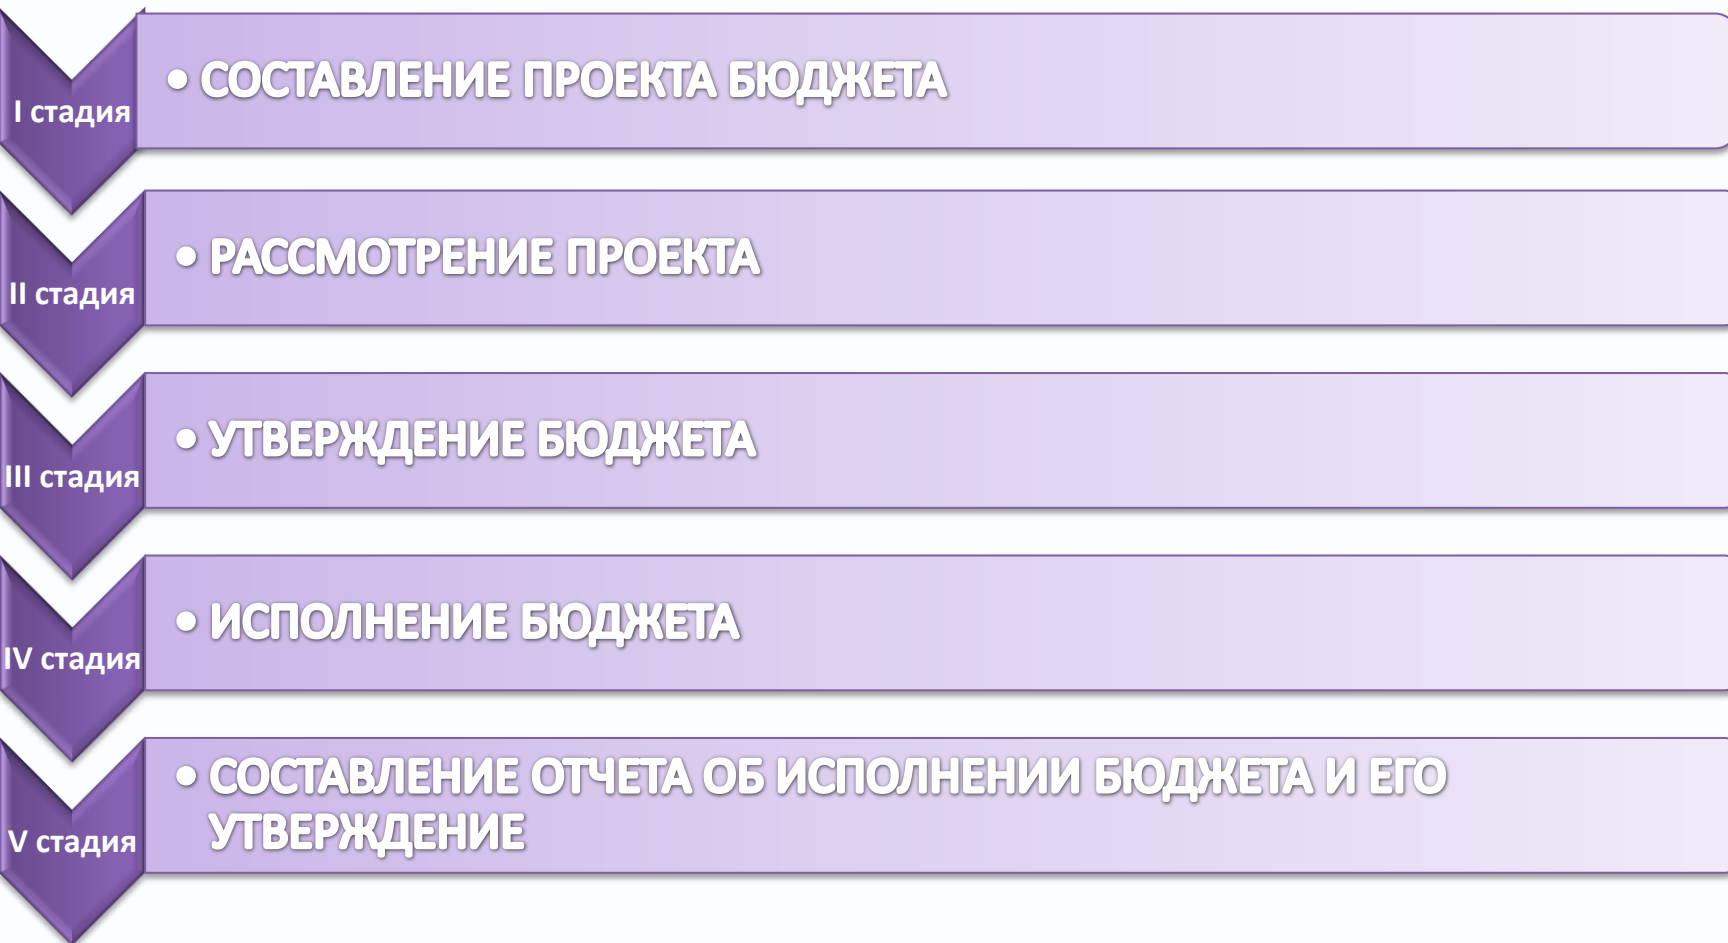 I стадия
• СОСТАВЛЕНИЕ ПРОЕКТА БЮДЖЕТА
II стадия
• РАССМОТРЕНИЕ ПРОЕКТА
III стадия
• УТВЕРЖДЕНИЕ БЮДЖЕТА
IV стадия
• ИСПОЛНЕНИЕ БЮДЖЕТА
V стадия
• СОСТАВЛЕНИЕ ОТЧЕТА ОБ ИСПОЛНЕНИИ БЮДЖЕТА И ЕГО
УТВЕРЖДЕНИЕ